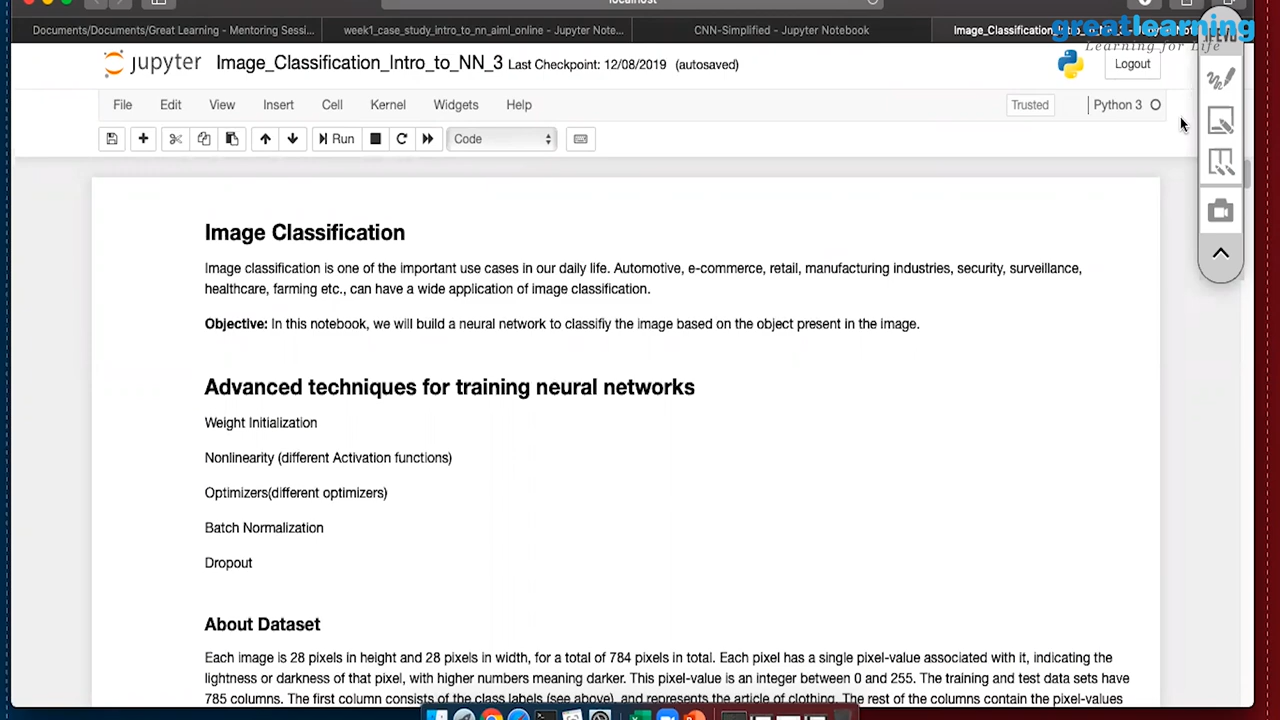 localhost
greatlearning
Learning for Life
Documents/Documents/Great Learning - Mentoring Sessi...
week1_case_study_intro_to_nn_aiml_online - Jupyter Note...
CNN-Simplified - Jupyter Notebook
jupyter Image_Classification_Intro_to_NN_3 Last Checkpoint: 12/08/2019 (autosaved)
Logout
File Edit View Insert Cell Kernel Widgets Help
Trusted
Python 3
Run
Code
Image Classification
Image classification is one of the important use cases in our daily life. Automotive, e-commerce, retail, manufacturing industries, security, surveillance,
healthcare, farming etc., can have a wide application of image classification.
Objective: In this notebook, we will build a neural network to classifiy the image based on the object present in the image.
Advanced techniques for training neural networks
Weight Initialization
Nonlinearity (different Activation functions)
Optimizers(different optimizers)
Batch Normalization
Dropout
About Dataset
Each image is 28 pixels in height and 28 pixels in width, for a total of 784 pixels in total. Each pixel has a single pixel-value associated with it, indicating the
lightness or darkness of that pixel, with higher numbers meaning darker. This pixel-value is an integer between 0 and 255. The training and test data sets have
785 columns. The first column consists of the class labels (see above), and represents the article of clothing. The rest of the columns contain the pixel-values